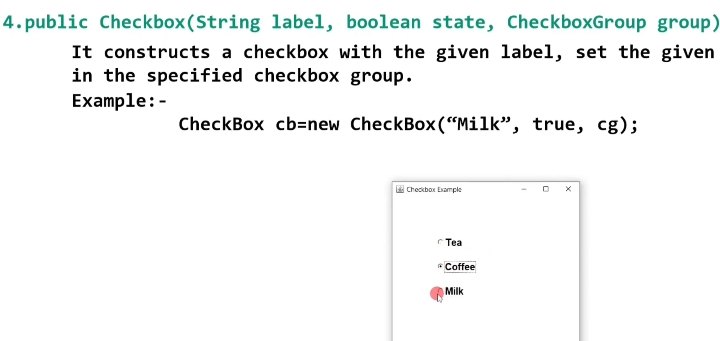 4.public Checkbox(String label, boolean state, CheckboxGroup group)
It constructs a checkbox with the given label, set the given
in the specified checkbox group.
Example:-
CheckBox cb=new CheckBox(“Milk”, true, cg);
Checkbox Example
Tea
Coffee
Milk